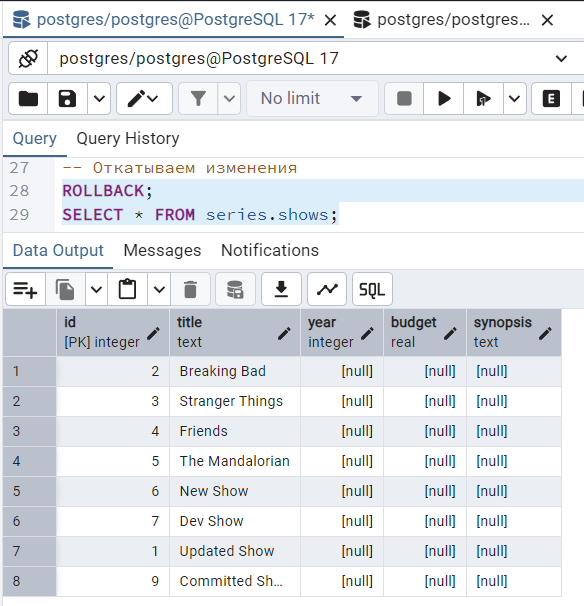 postgres/postgres@PostgreSQL 17* postgres/postgres...
postgres/postgres@PostgreSQL 17
No limit E
Query Query History
27 -- Откатываем изменения
28 ROLLBACK;
29 SELECT * FROM series.shows;
Data Output Messages Notifications
SQL
id title year budget synopsis
[PK] integer text integer real text
1 2 Breaking Bad [null] [null] [null]
2 3 Stranger Things [null] [null] [null]
3 4 Friends [null] [null] [null]
4 5 The Mandalorian [null] [null] [null]
5 6 New Show [null] [null] [null]
6 7 Dev Show [null] [null] [null]
7 1 Updated Show [null] [null] [null]
8 9 Committed Sh... [null] [null] [null]